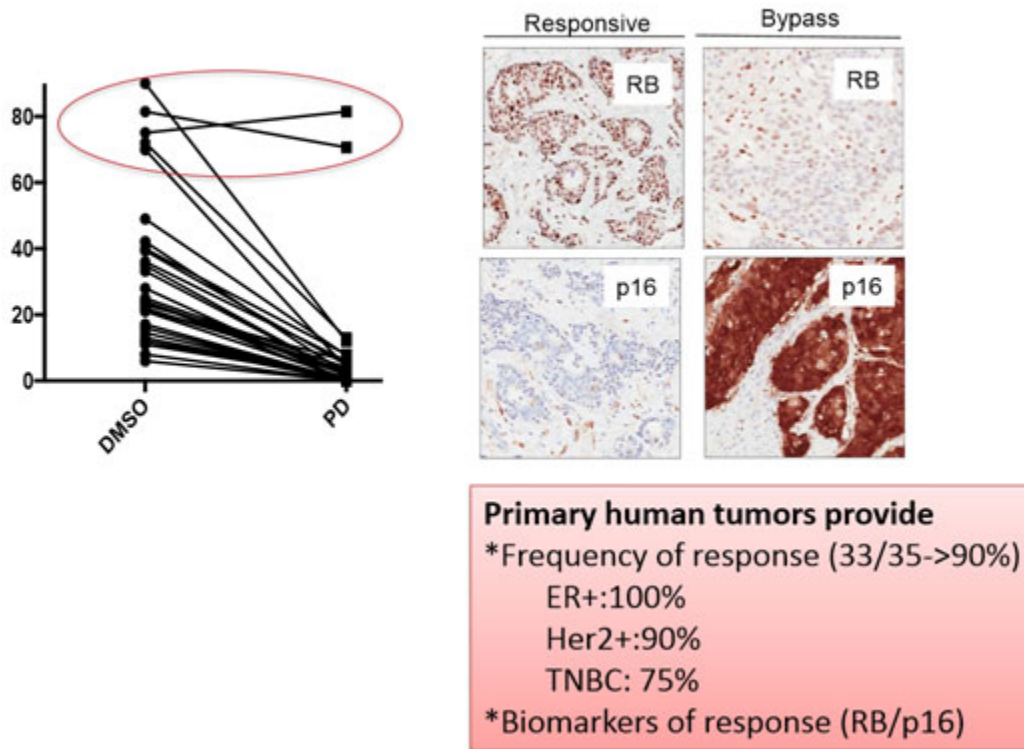 80
60
40
20
0
DMSO
PD
Responsive
Bypass
RB
RB
p16
p16
Primary human tumors provide
*Frequency of response (33/35->90%)
ER+:100%
Her2+:90%
TNBC: 75%
*Biomarkers of response (RB/p16)